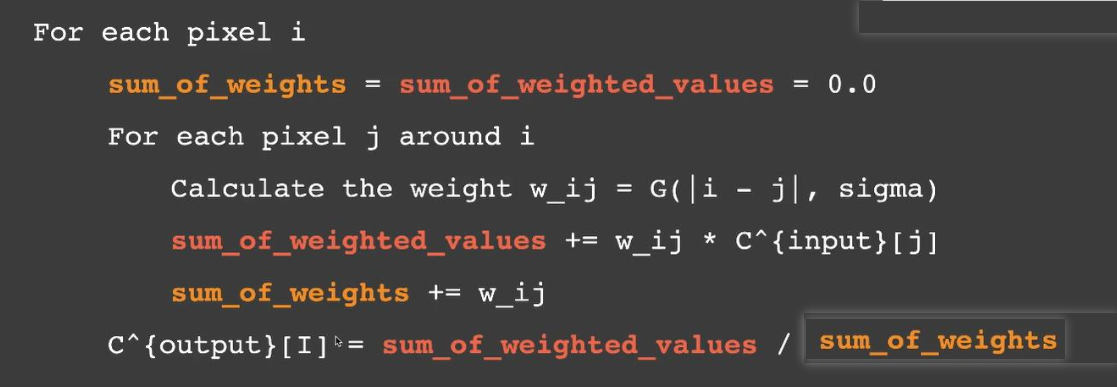 For each pixel i
sum_of_weights = sum_of_weighted_values = 0.0
For each pixel j around i
Calculate the weight w_ij = G(|i - j|, sigma)
sum_of_weighted_values += w_ij * C^{input}[j]
sum_of_weights += w_ij
C^{output}[I] = sum_of_weighted_values / sum_of_weights